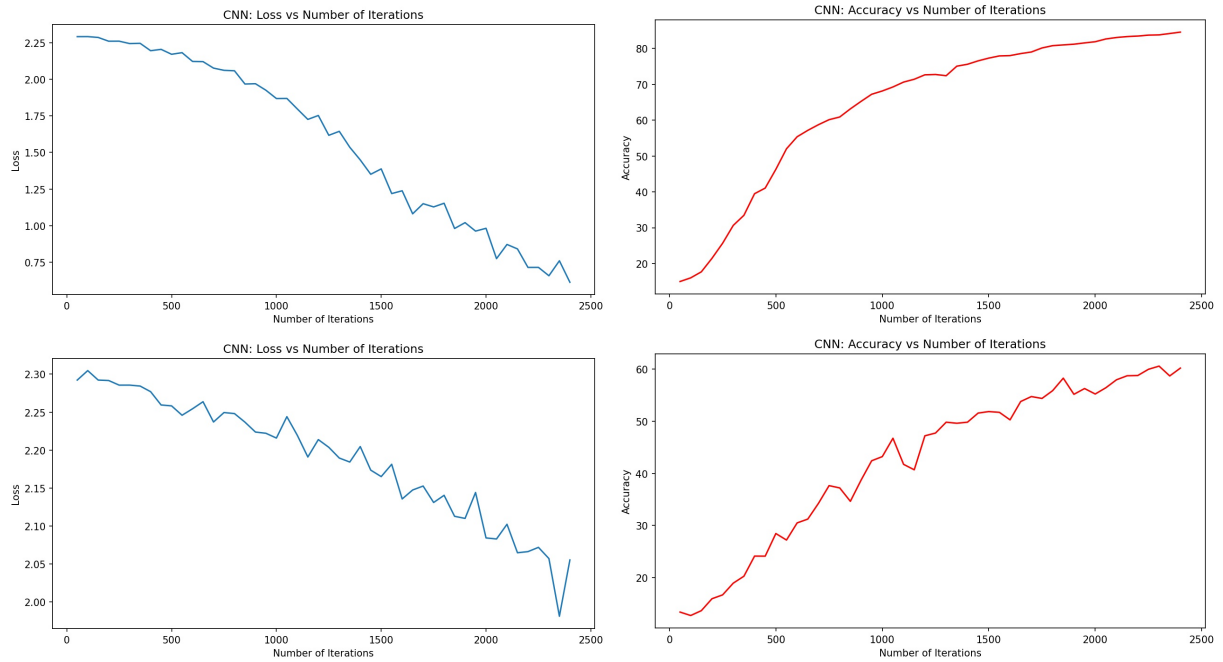 CNN: Loss vs Number of Iterations
2.25
2.00
1.75
1.50
1.25
1.00
0.75
Loss
0 500 1000 1500 2000 2500
Number of Iterations
CNN: Accuracy vs Number of Iterations
80
70
60
50
40
30
20
Accuracy
0 500 1000 1500 2000 2500
Number of Iterations
CNN: Loss vs Number of Iterations
2.30
2.25
2.20
2.15
2.10
2.05
2.00
Loss
0 500 1000 1500 2000 2500
Number of Iterations
CNN: Accuracy vs Number of Iterations
60
50
40
30
20
Accuracy
0 500 1000 1500 2000 2500
Number of Iterations